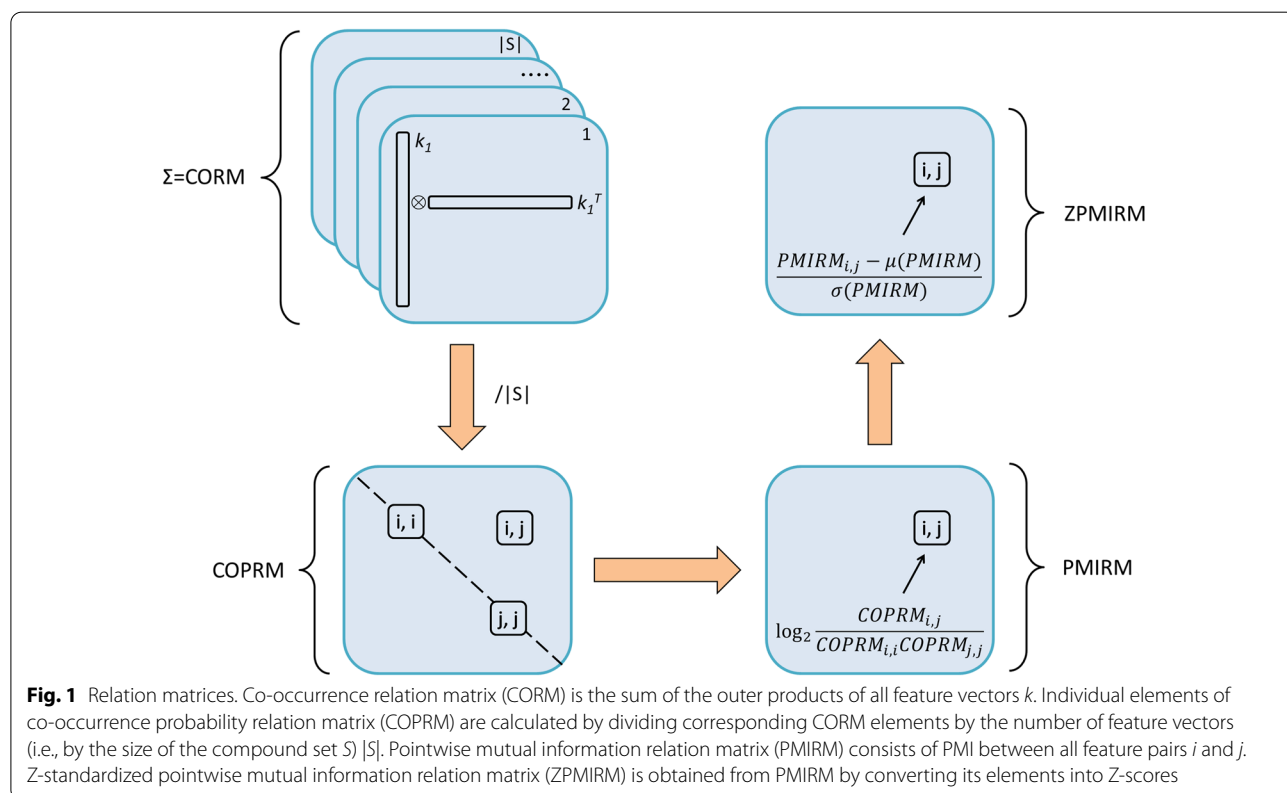 |S|
....
2
1
k₁
⊗
k₁ᵀ
Σ=CORM
/|S|
i, j
PMIRMi,j − μ(PMIRM)
σ(PMIRM)
ZPMIRM
COPRM
i, i
i, j
j, j
i, j
log₂ COPRMi,j
COPRMi,iCOPRMj,j
PMIRM
Fig. 1 Relation matrices. Co-occurrence relation matrix (CORM) is the sum of the outer products of all feature vectors k. Individual elements of
co-occurrence probability relation matrix (COPRM) are calculated by dividing corresponding CORM elements by the number of feature vectors
(i.e., by the size of the compound set S) |S|. Pointwise mutual information relation matrix (PMIRM) consists of PMI between all feature pairs i and j.
Z-standardized pointwise mutual information relation matrix (ZPMIRM) is obtained from PMIRM by converting its elements into Z-scores